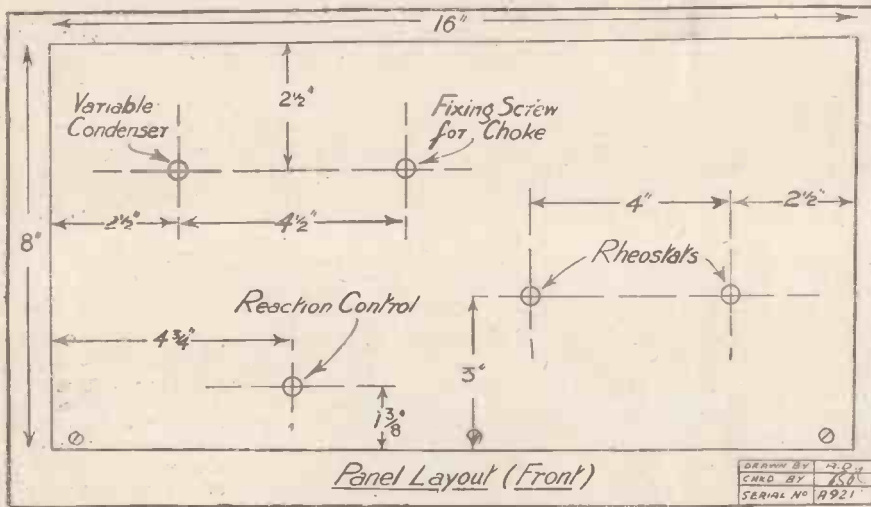 16"
2½"
Variable
Condenser
Fixing Screw
for Choke
8"
2½"
4½"
4"
2½"
Rheostats
Reaction Control
4¾"
3"
1⅜"
Panel Layout (Front)
DRAWN BY
CHKD BY
SERIAL Nº A921